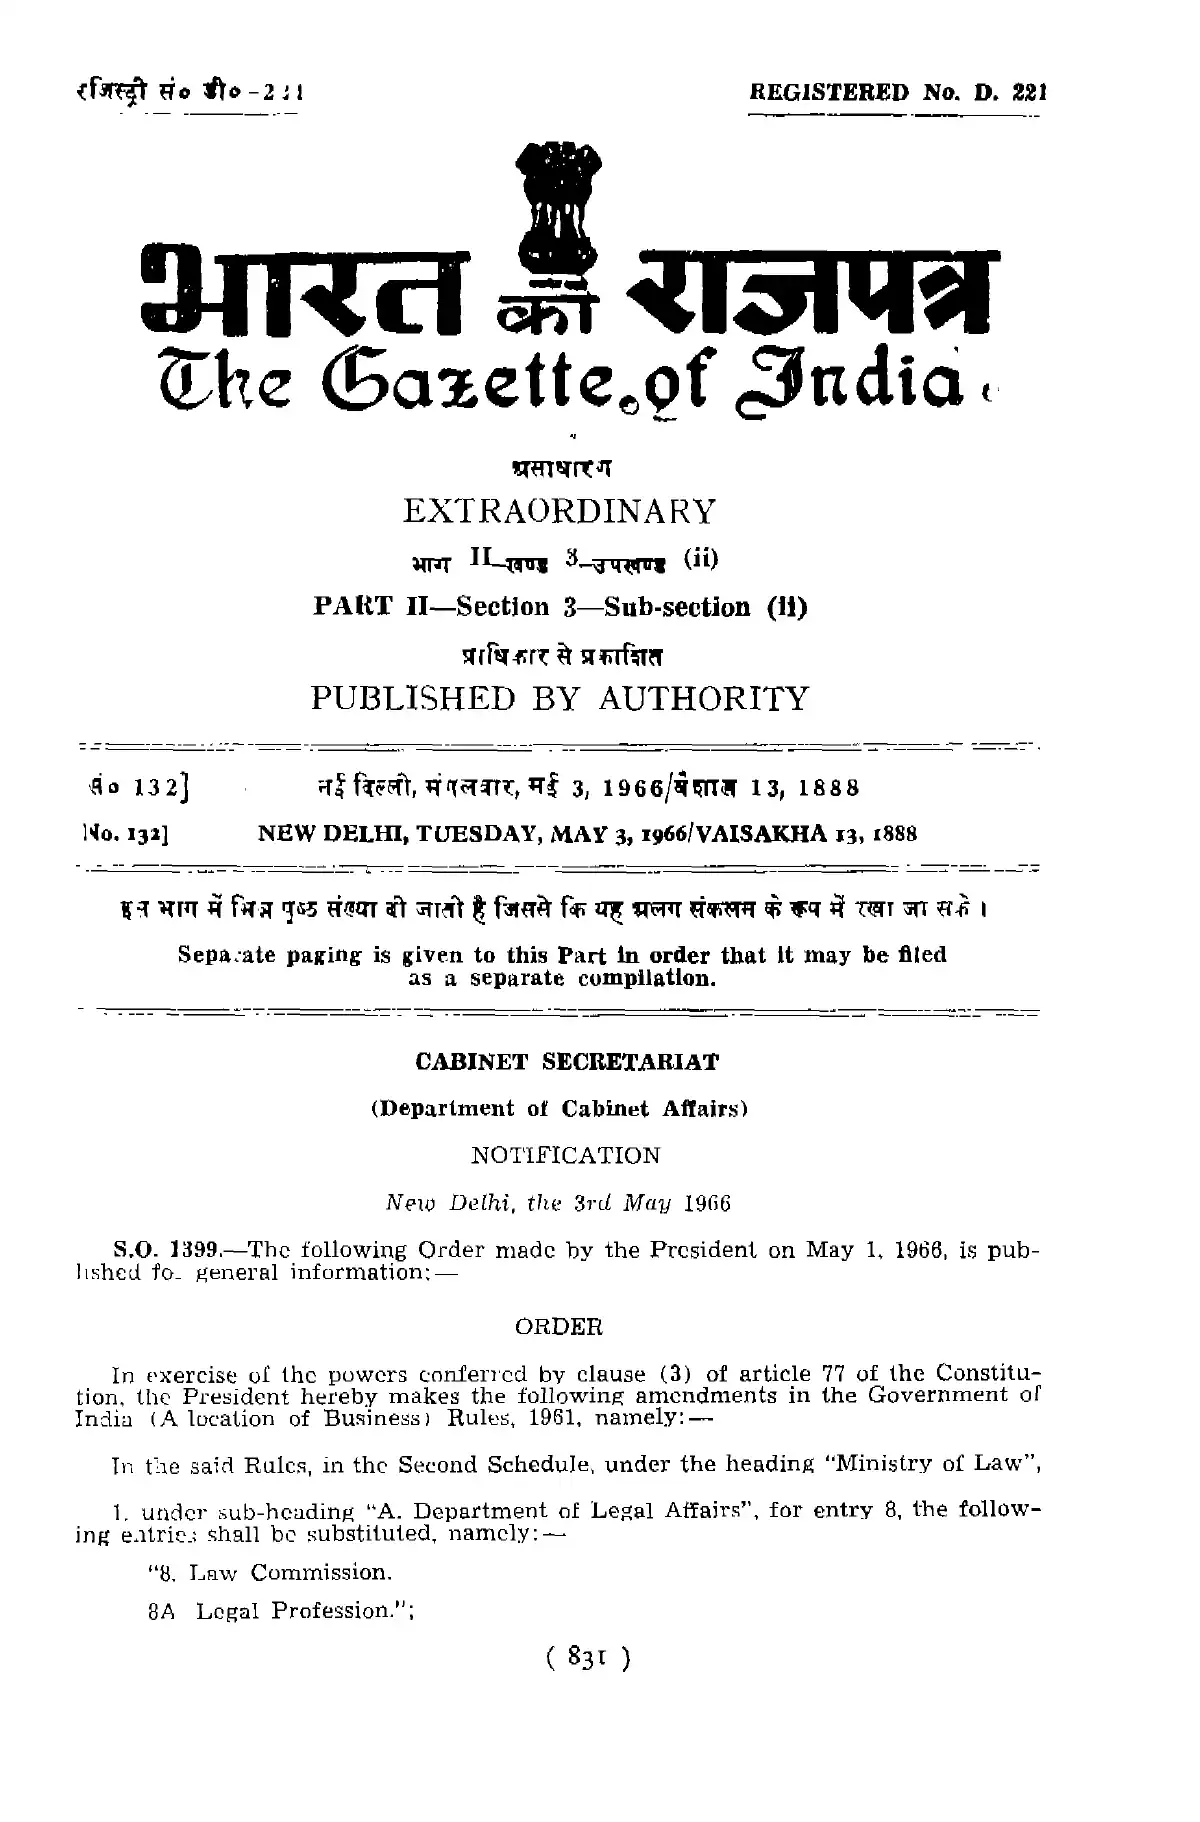 रजिस्ट्री सं० डी०-221
REGISTERED No. D. 221
भारत का राजपत्र
The Gazette of India
असाधारण
EXTRAORDINARY
भाग II—खण्ड 3—उपखण्ड (ii)
PART II—Section 3—Sub-section (ii)
प्राधिकार से प्रकाशित
PUBLISHED BY AUTHORITY
सं० 132] नई दिल्ली, मंगलवार, मई 3, 1966/वैशाख 13, 1888
No. 132] NEW DELHI, TUESDAY, MAY 3, 1966/VAISAKHA 13, 1888
इस भाग में भिन्न पृष्ठ संख्या दी जाती है जिससे कि यह अलग संकलन के रूप में रखा जा सके ।
Separate paging is given to this Part in order that it may be filed
as a separate compilation.
CABINET SECRETARIAT
(Department of Cabinet Affairs)
NOTIFICATION
New Delhi, the 3rd May 1966
S.O. 1399.—The following Order made by the President on May 1, 1966, is pub-
lished for general information:—
ORDER
In exercise of the powers conferred by clause (3) of article 77 of the Constitu-
tion, the President hereby makes the following amendments in the Government of
India (Allocation of Business) Rules, 1961, namely:—
In the said Rules, in the Second Schedule, under the heading “Ministry of Law”,
1. under sub-heading “A. Department of Legal Affairs”, for entry 8, the follow-
ing entries shall be substituted, namely:—
“8. Law Commission.
8A Legal Profession.”;
( 831 )